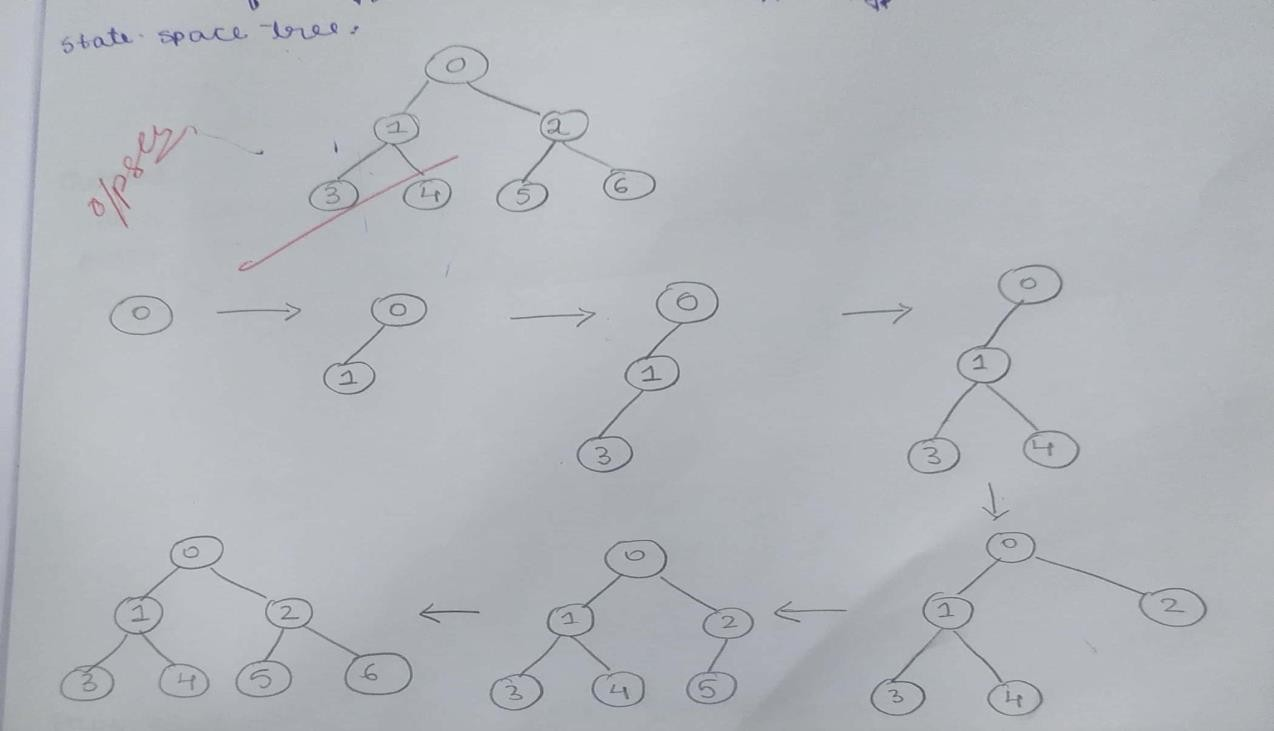 state space tree.
0
1 2
3 4 5 6
0 → 0 → 0 → 0
1 1 1
3 3 4
↓
0 0 0
1 2 ← 1 2 ← 1 2
3 4 5 6 3 4 5 3 4